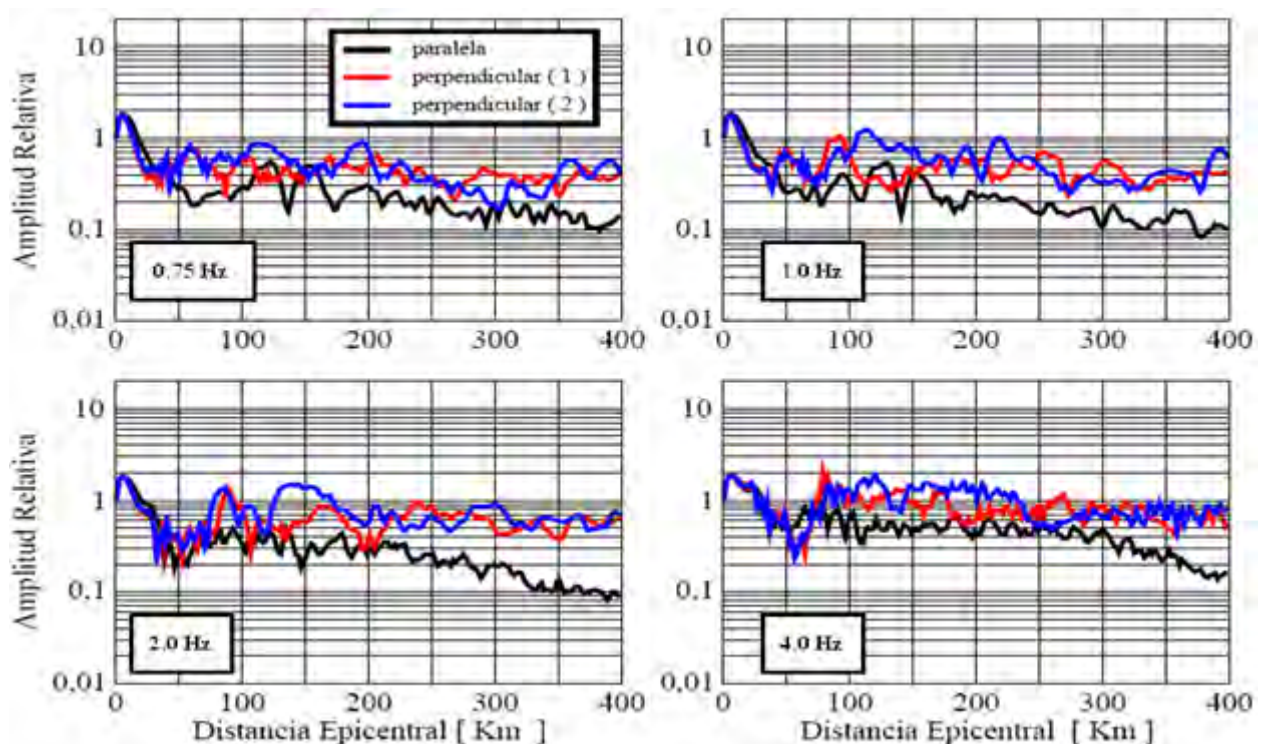 Amplitud Relativa
10
1
0.1
0,01
0 100 200 300 400
paralela
perpendicular ( 1 )
perpendicular ( 2 )
0.75 Hz
10
1
0.1
0,01
0 100 200 300 400
1.0 Hz
Amplitud Relativa
10
1
0.1
0.01
0 100 200 300 400
2.0 Hz
Distancia Epicentral [ Km ]
10
1
0.1
0.01
0 100 200 300 400
4.0 Hz
Distancia Epicentral [ Km ]